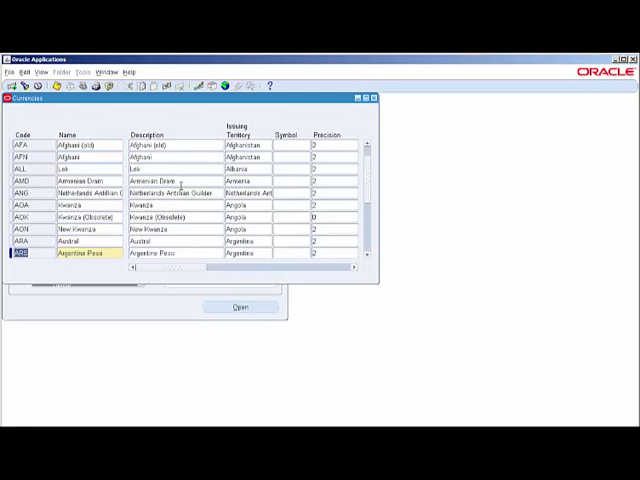 Oracle Applications
File Edit View Folder Tools Window Help
ORACLE
?
Currencies
Issuing
Code Name Description Territory Symbol Precision
AFA Afghani (old) Afghani (old) Afghanistan 2
AFN Afghani Afghani Afghanistan 2
ALL Lek Lek Albania 2
AMD Armenian Dram Armenian Dram Armenia 2
ANG Netherlands Antillian G Netherlands Antillian Guilder Netherlands Ant 2
AOA Kwanza Kwanza Angola 2
AOK Kwanza (Obsolete) Kwanza (Obsolete) Angola 0
AON New Kwanza New Kwanza Angola 2
ARA Austral Austral Argentina 2
ARS Argentine Peso Argentine Peso Argentina 2
Open